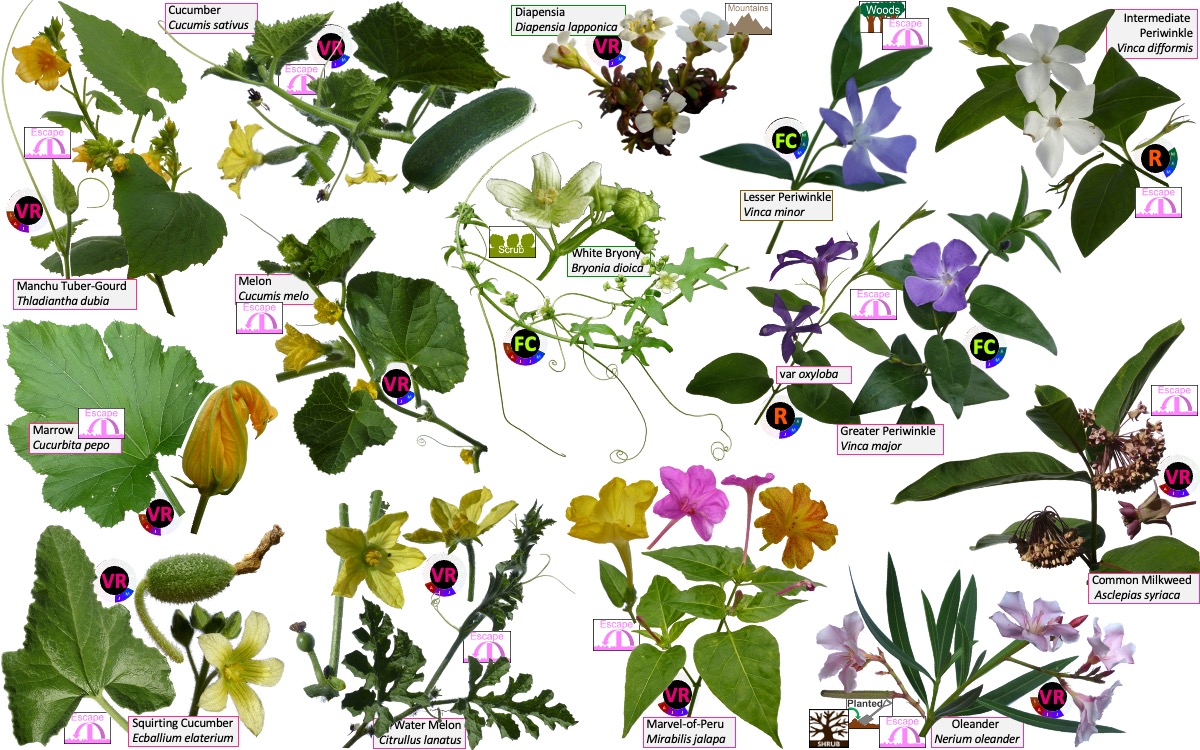 Cucumber
Cucumis sativus
VR
Escape
Diapensia
Diapensia lapponica
VR
Mountains
Woods
Escape
Intermediate
Periwinkle
Vinca difformis
Escape
VR
Manchu Tuber-Gourd
Thladiantha dubia
FC
Lesser Periwinkle
Vinca minor
R
Escape
Scrub
White Bryony
Bryonia dioica
FC
Melon
Cucumis melo
Escape
VR
Escape
FC
var oxyloba
R
Greater Periwinkle
Vinca major
Marrow
Cucurbita pepo
Escape
VR
Escape
VR
Common Milkweed
Asclepias syriaca
VR
Squirting Cucumber
Ecballium elaterium
Escape
VR
Escape
Water Melon
Citrullus lanatus
Escape
VR
Marvel-of-Peru
Mirabilis jalapa
Planted
SHRUB
Escape
VR
Oleander
Nerium oleander